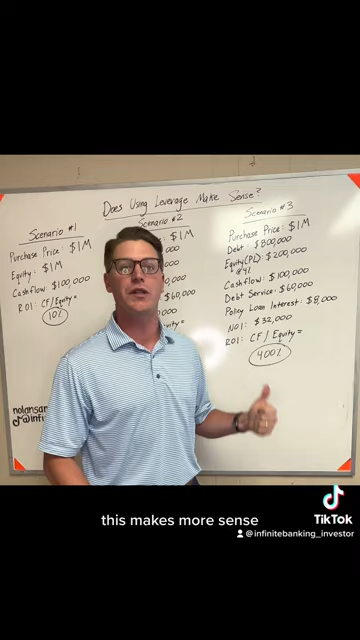 Does Using Leverage Make Sense?
Scenario #1
Purchase Price: $1M
Equity: $1M
Cashflow: $100,000
ROI: CF/Equity=
10%
Scenario #2
$1M
$60,000
Scenario #3
Purchase Price: $1M
Debt: $800,000
Equity(PL): $200,000
@4%
Cashflow: $100,000
Debt Service: $60,000
Policy Loan Interest: $8,000
NOI: $32,000
ROI: CF/Equity=
400%
this makes more sense
TikTok
@infinitebanking_investor